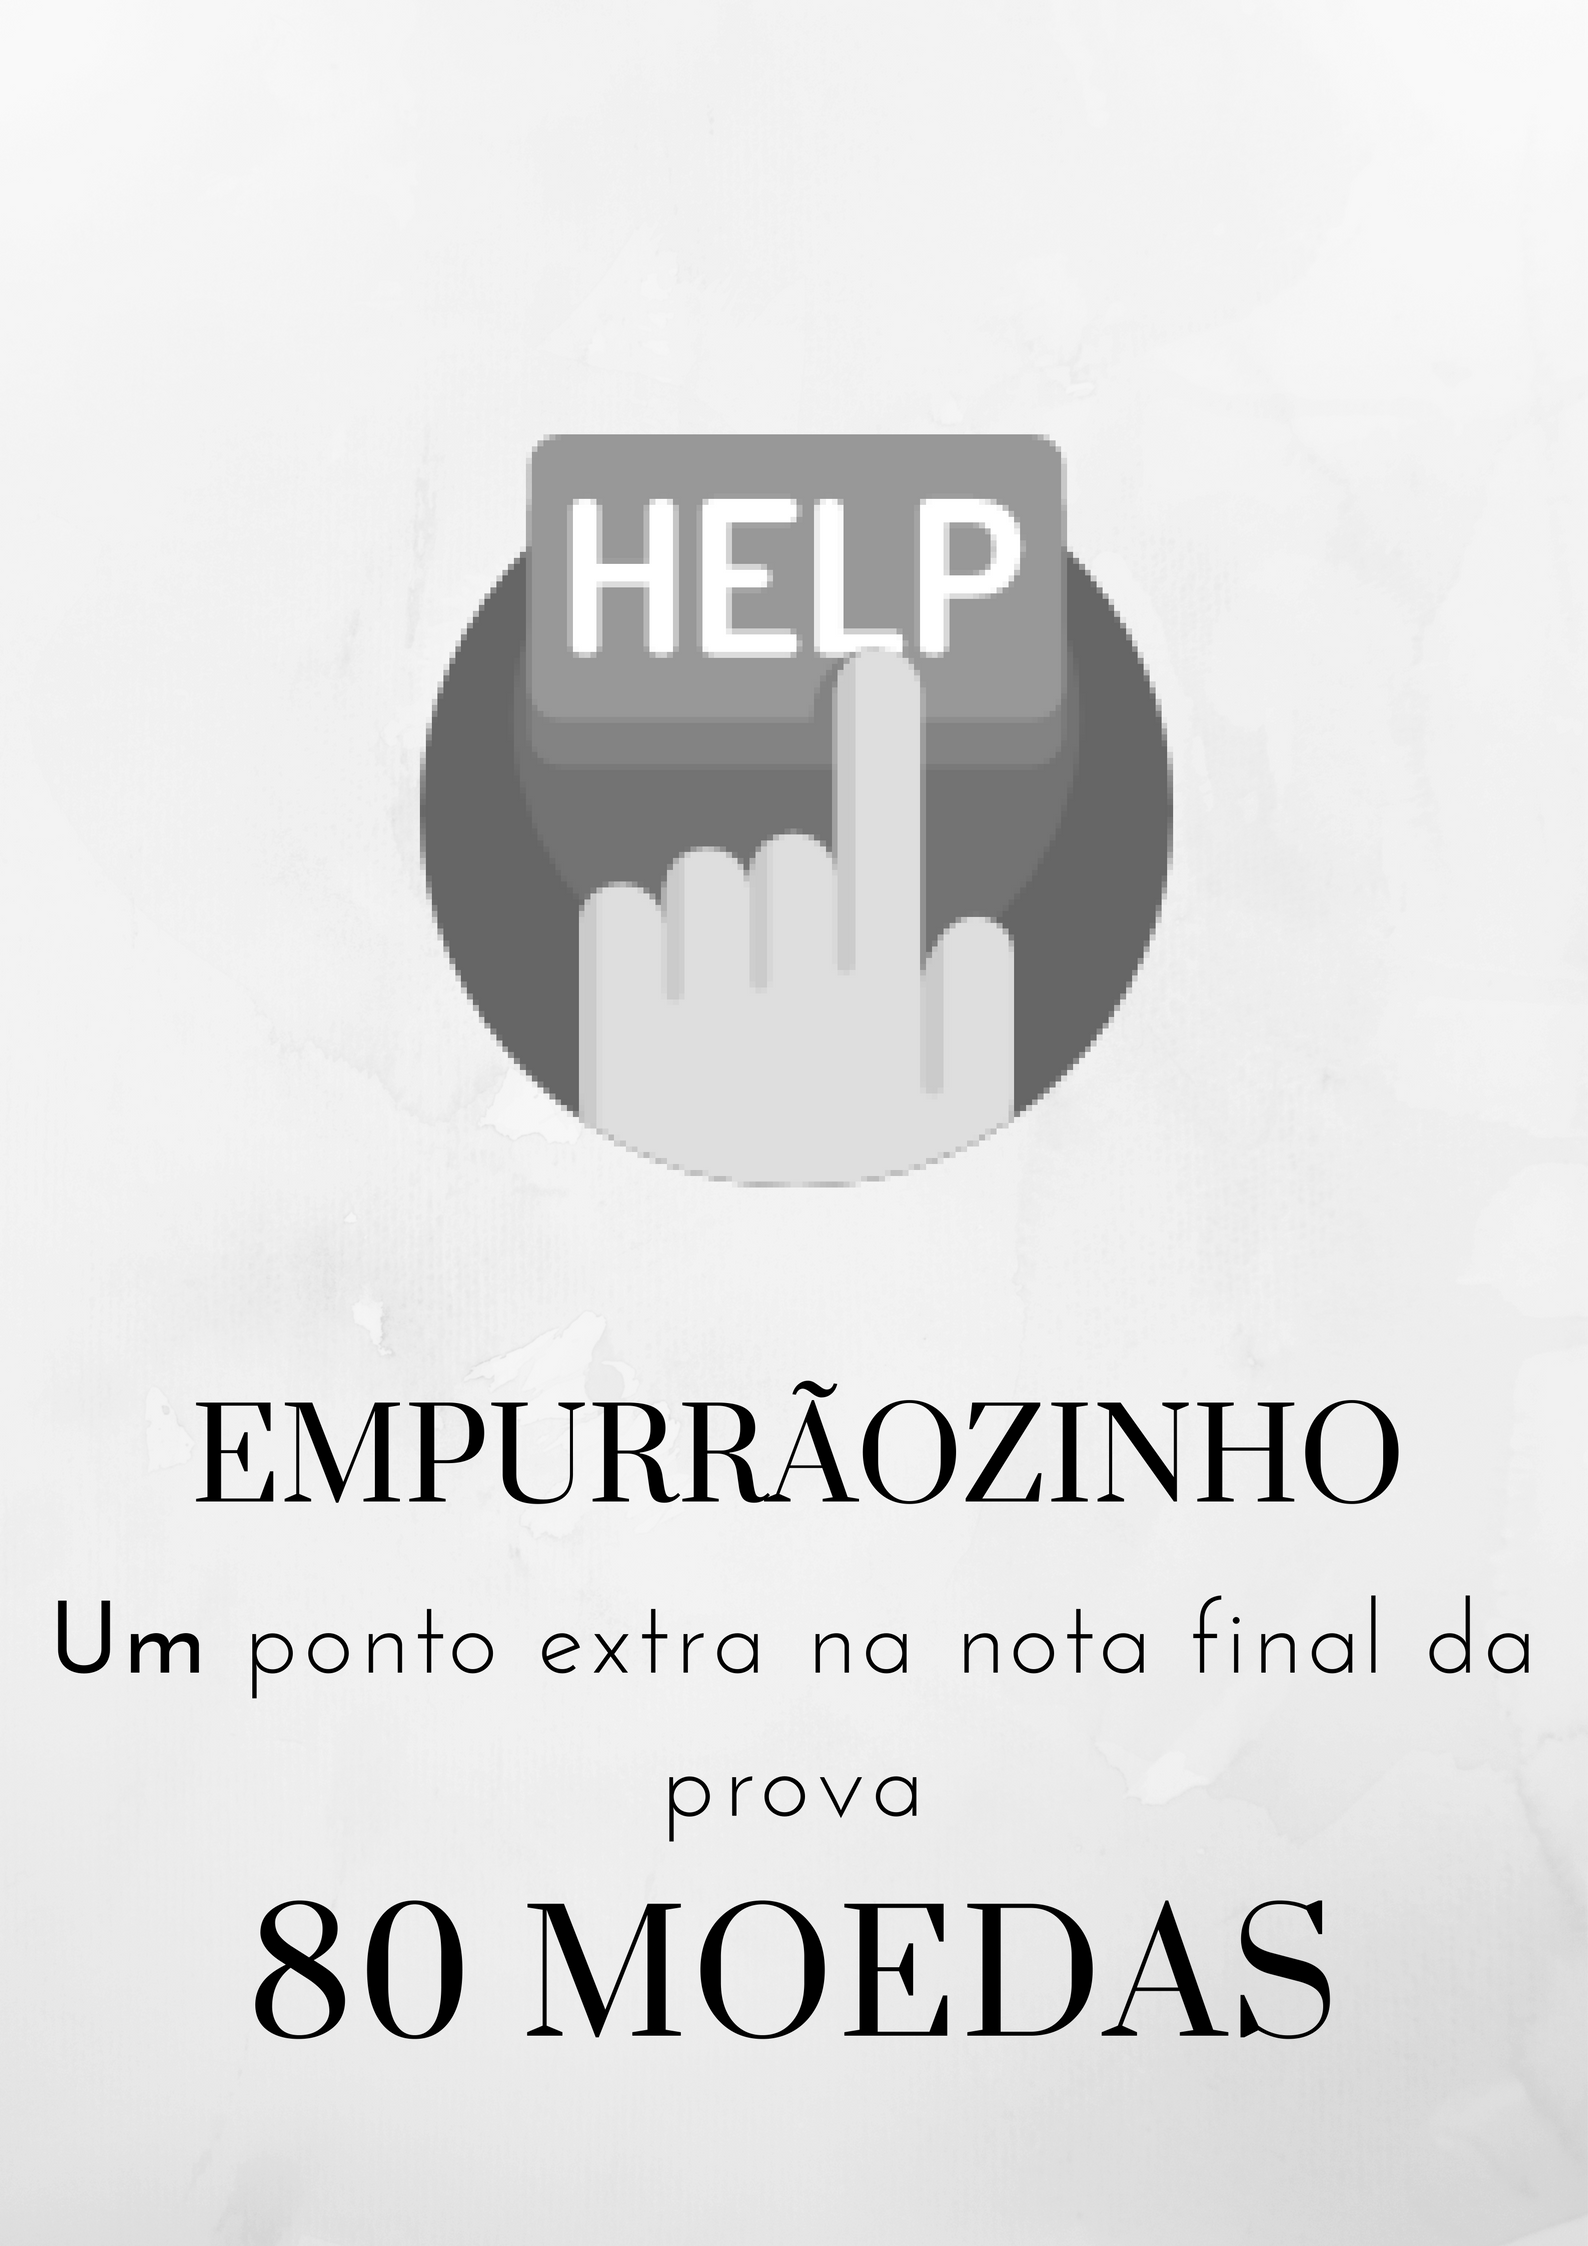 HELP
EMPURRÃOZINHO
Um ponto extra na nota final da
prova
80 MOEDAS